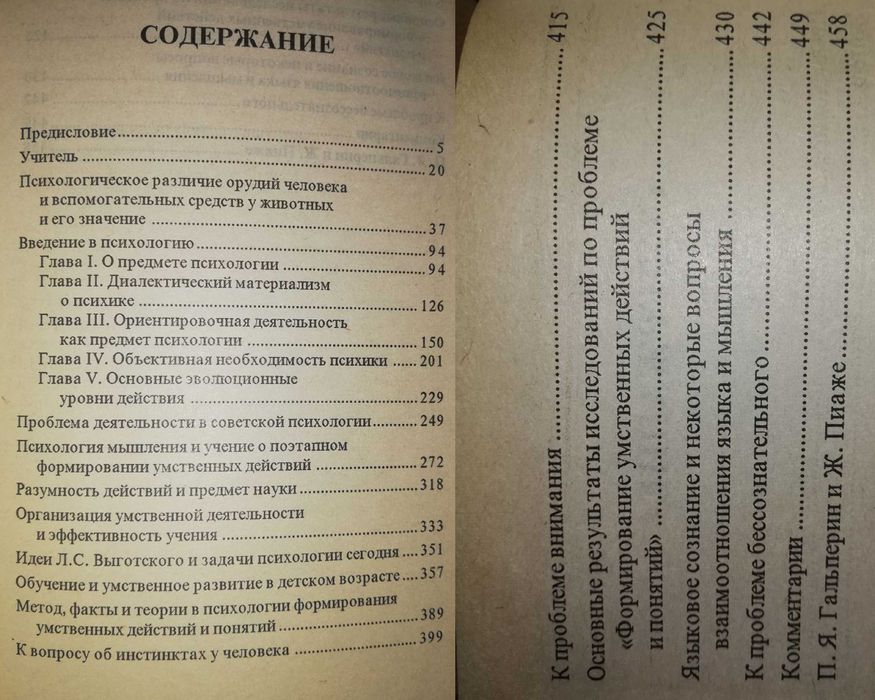 СОДЕРЖАНИЕ
Предисловие.....5
Учитель.....20
Психологическое различие орудий человека
и вспомогательных средств у животных
и его значение.....37
Введение в психологию.....94
Глава I. О предмете психологии.....94
Глава II. Диалектический материализм
о психике.....126
Глава III. Ориентировочная деятельность
как предмет психологии.....150
Глава IV. Объективная необходимость психики.....201
Глава V. Основные эволюционные
уровни действия.....229
Проблема деятельности в советской психологии.....249
Психология мышления и учение о поэтапном
формировании умственных действий.....272
Разумность действий и предмет науки.....318
Организация умственной деятельности
и эффективность учения.....333
Идеи Л.С. Выготского и задачи психологии сегодня.....351
Обучение и умственное развитие в детском возрасте.....357
Метод, факты и теории в психологии формирования
умственных действий и понятий.....389
К вопросу об инстинктах у человека.....399
К проблеме внимания.....415
Основные результаты исследований по проблеме
«Формирование умственных действий
и понятий».....425
Языковое сознание и некоторые вопросы
взаимоотношения языка и мышления.....430
К проблеме бессознательного.....442
Комментарии.....449
П. Я. Гальперин и Ж. Пиаже.....458